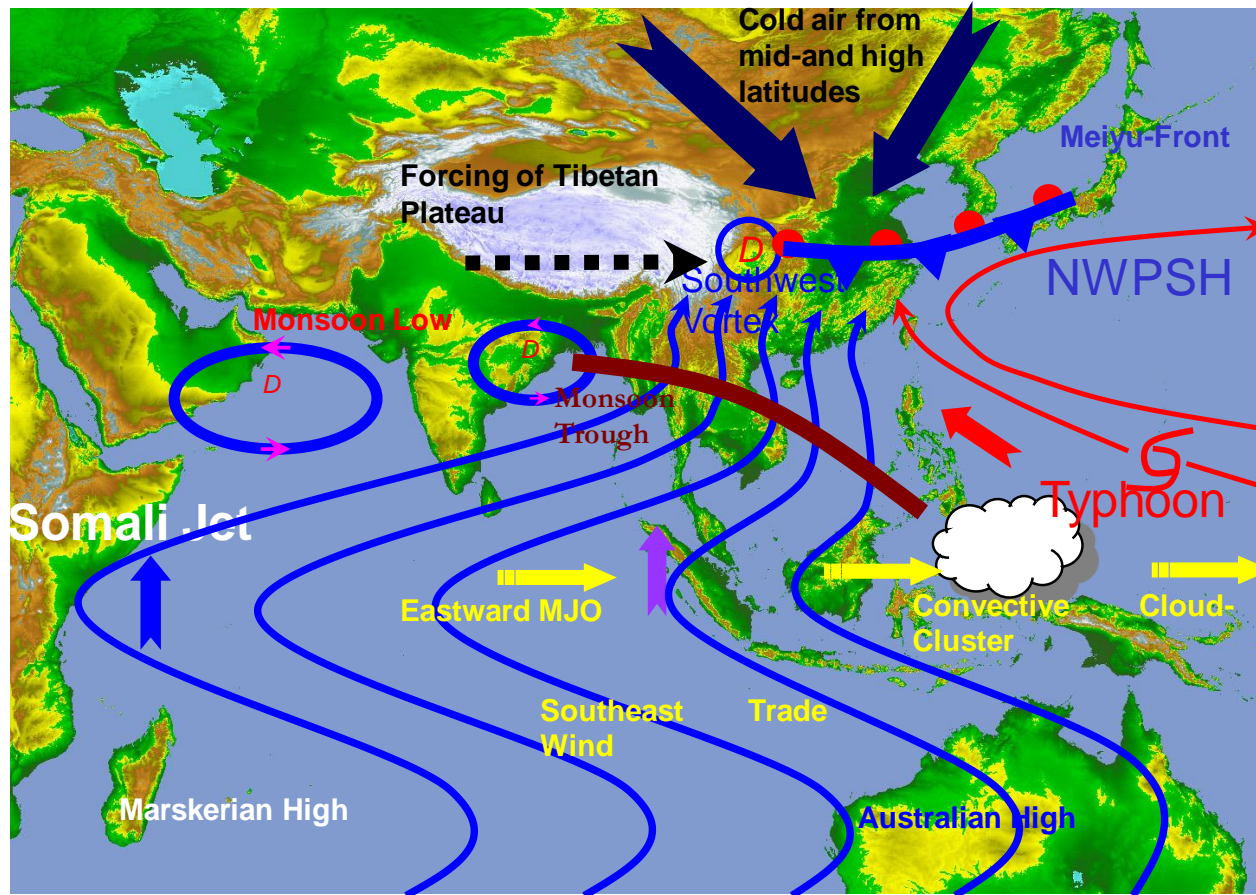 Cold air from
mid-and high
latitudes
Meiyu-Front
Forcing of Tibetan
Plateau
D
Southwest
Vortex
NWPSH
Monsoon Low
D
D
Monsoon
Trough
Typhoon
Somali Jct
Eastward MJO
Convective Cloud-
Cluster
Southeast Trade
Wind
Marskerian High
Australian High